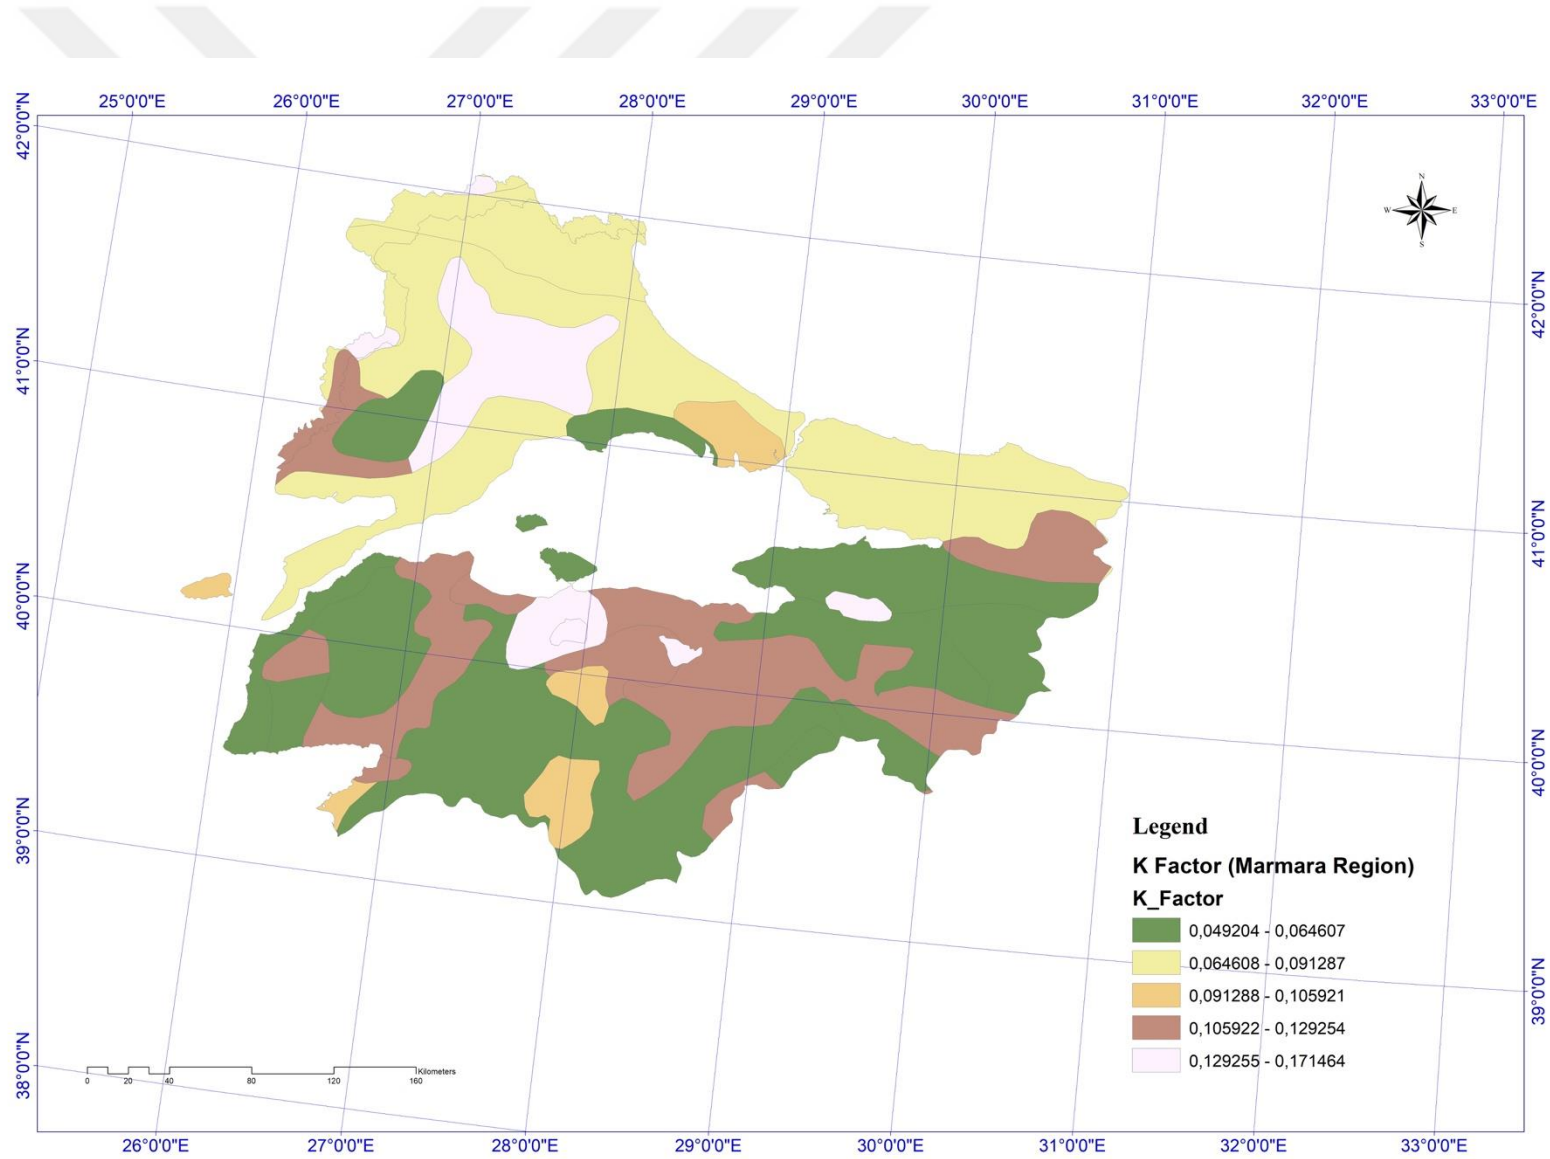 25°0'0"E 26°0'0"E 27°0'0"E 28°0'0"E 29°0'0"E 30°0'0"E 31°0'0"E 32°0'0"E 33°0'0"E
42°0'0"N
41°0'0"N
40°0'0"N
39°0'0"N
38°0'0"N
N
W E
S
42°0'0"N
41°0'0"N
40°0'0"N
39°0'0"N
Legend
K Factor (Marmara Region)
K_Factor
0,049204 - 0,064607
0,064608 - 0,091287
0,091288 - 0,105921
0,105922 - 0,129254
0,129255 - 0,171464
Kilometers
0 20 40 80 120 160
26°0'0"E 27°0'0"E 28°0'0"E 29°0'0"E 30°0'0"E 31°0'0"E 32°0'0"E 33°0'0"E